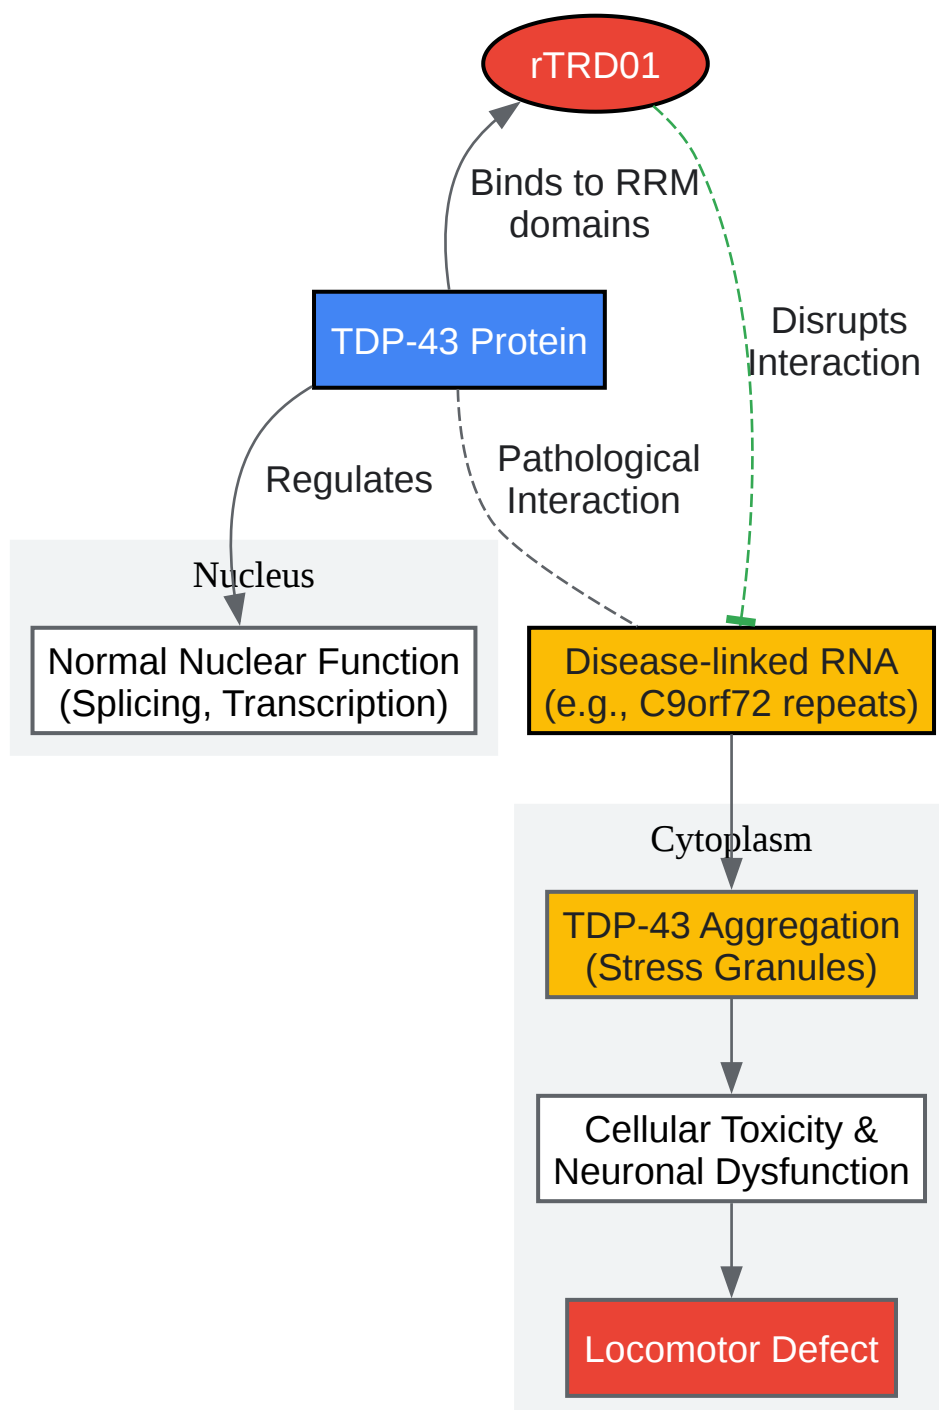 rTRD01
Binds to RRM
domains
Disrupts
Interaction
TDP-43 Protein
Pathological
Interaction
Regulates
Nucleus
Normal Nuclear Function
(Splicing, Transcription)
Disease-linked RNA
(e.g., C9orf72 repeats)
Cytoplasm
TDP-43 Aggregation
(Stress Granules)
Cellular Toxicity &
Neuronal Dysfunction
Locomotor Defect